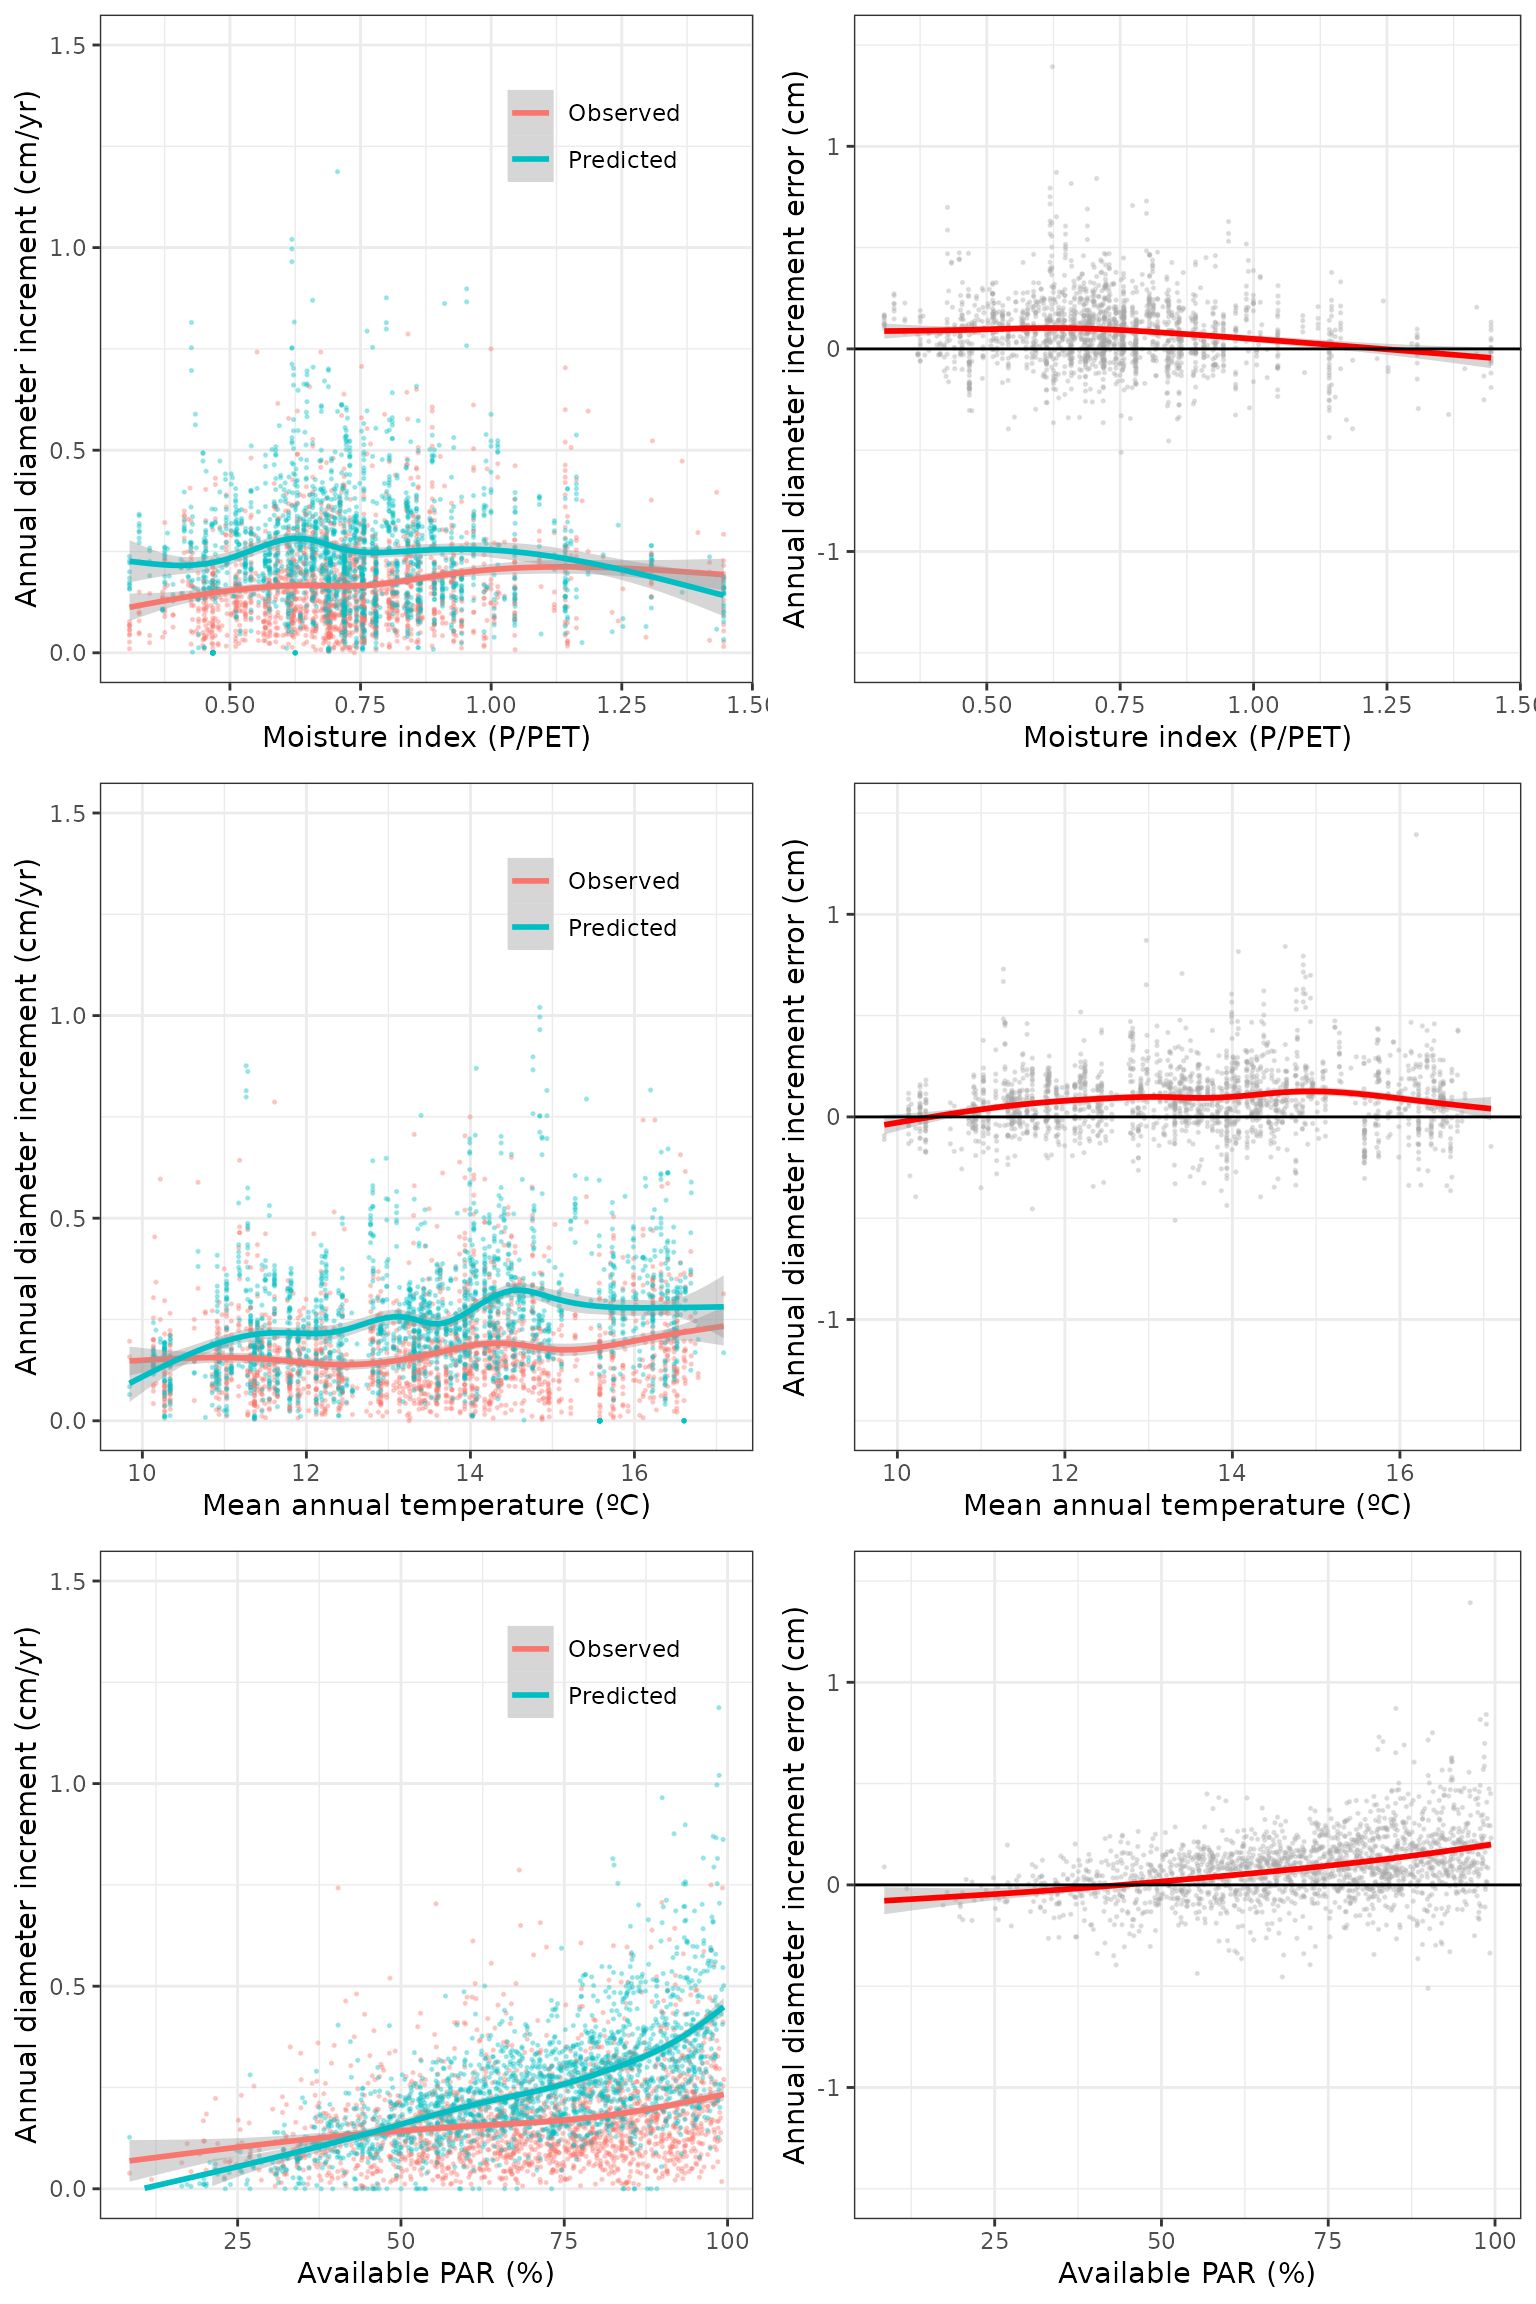 Annual diameter increment (cm/yr)
1.5
1.0
0.5
0.0
Observed
Predicted
0.50 0.75 1.00 1.25 1.50
Moisture index (P/PET)
Annual diameter increment error (cm)
1
0
-1
0.50 0.75 1.00 1.25 1.50
Moisture index (P/PET)
Annual diameter increment (cm/yr)
1.5
1.0
0.5
0.0
Observed
Predicted
10 12 14 16
Mean annual temperature (ºC)
Annual diameter increment error (cm)
1
0
-1
10 12 14 16
Mean annual temperature (ºC)
Annual diameter increment (cm/yr)
1.5
1.0
0.5
0.0
Observed
Predicted
25 50 75 100
Available PAR (%)
Annual diameter increment error (cm)
1
0
-1
25 50 75 100
Available PAR (%)